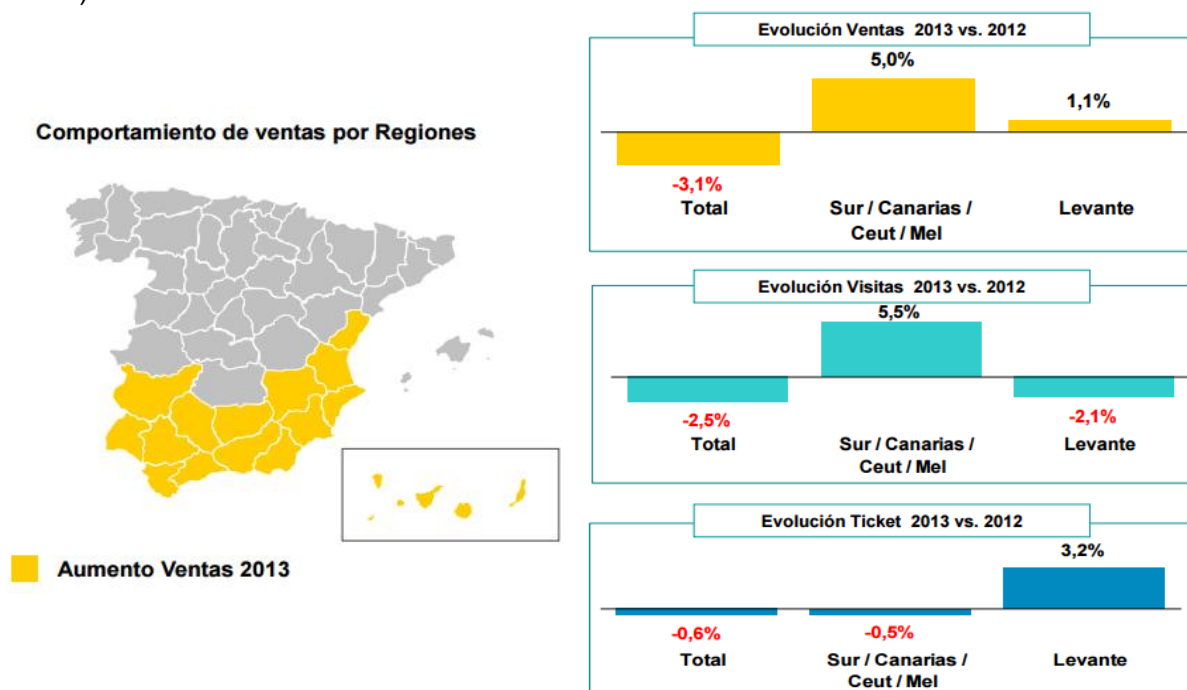 Comportamiento de ventas por Regiones
Aumento Ventas 2013
Evolución Ventas 2013 vs. 2012
5,0%
1,1%
-3,1%
Total
Sur / Canarias /
Ceut / Mel
Levante
Evolución Visitas 2013 vs. 2012
5,5%
-2,5%
-2,1%
Total
Sur / Canarias /
Ceut / Mel
Levante
Evolución Ticket 2013 vs. 2012
3,2%
-0,6%
-0,5%
Total
Sur / Canarias /
Ceut / Mel
Levante